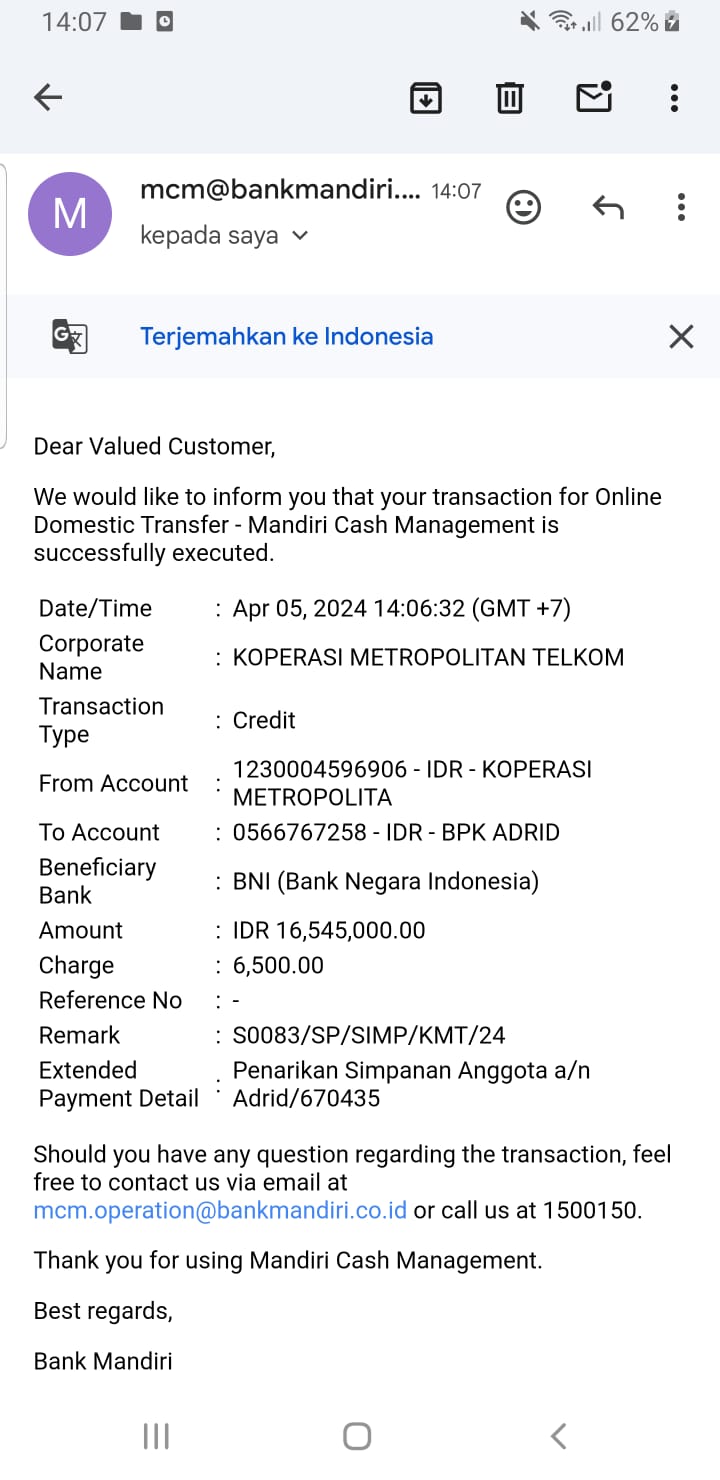 14:07
62%
mcm@bankmandiri.... 14:07
M
kepada saya
Terjemahkan ke Indonesia
Dear Valued Customer,
We would like to inform you that your transaction for Online
Domestic Transfer - Mandiri Cash Management is
successfully executed.
Date/Time : Apr 05, 2024 14:06:32 (GMT +7)
Corporate
Name : KOPERASI METROPOLITAN TELKOM
Transaction
Type : Credit
From Account : 1230004596906 - IDR - KOPERASI
METROPOLITA
To Account : 0566767258 - IDR - BPK ADRID
Beneficiary
Bank : BNI (Bank Negara Indonesia)
Amount : IDR 16,545,000.00
Charge : 6,500.00
Reference No : -
Remark : S0083/SP/SIMP/KMT/24
Extended
Payment Detail : Penarikan Simpanan Anggota a/n
Adrid/670435
Should you have any question regarding the transaction, feel
free to contact us via email at
mcm.operation@bankmandiri.co.id or call us at 1500150.
Thank you for using Mandiri Cash Management.
Best regards,
Bank Mandiri